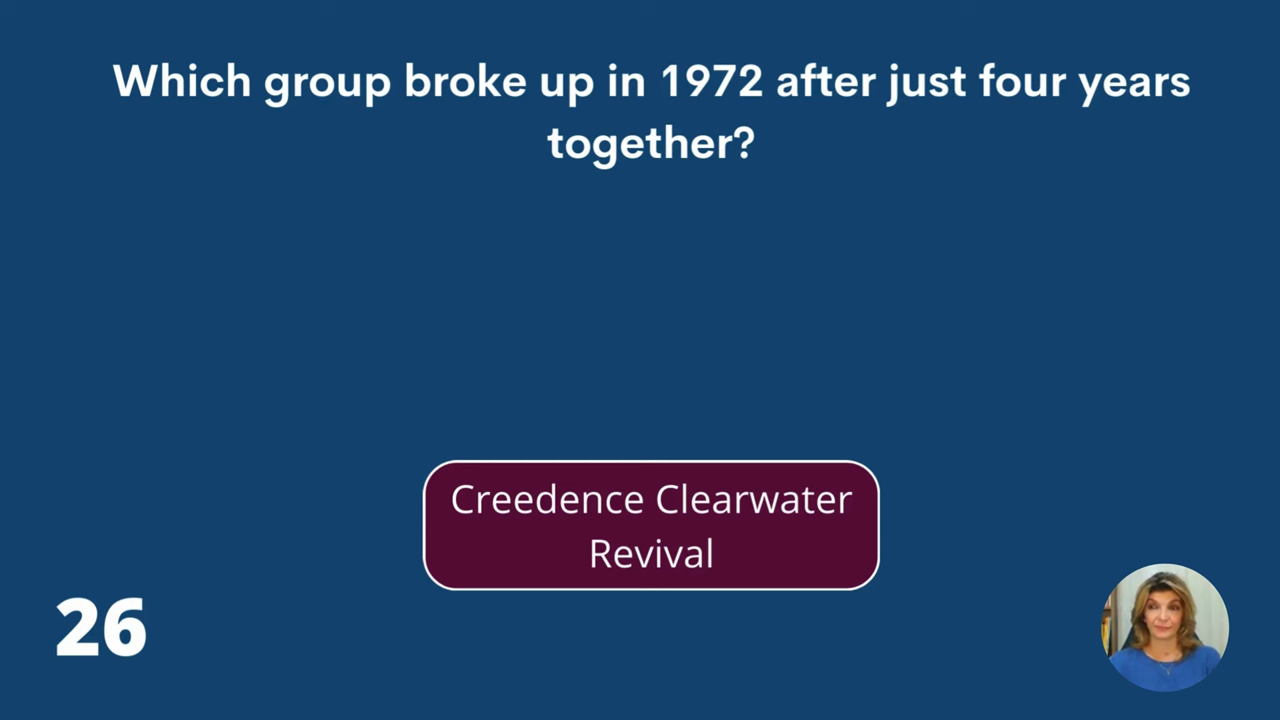 Which group broke up in 1972 after just four years
together?
Creedence Clearwater
Revival
26